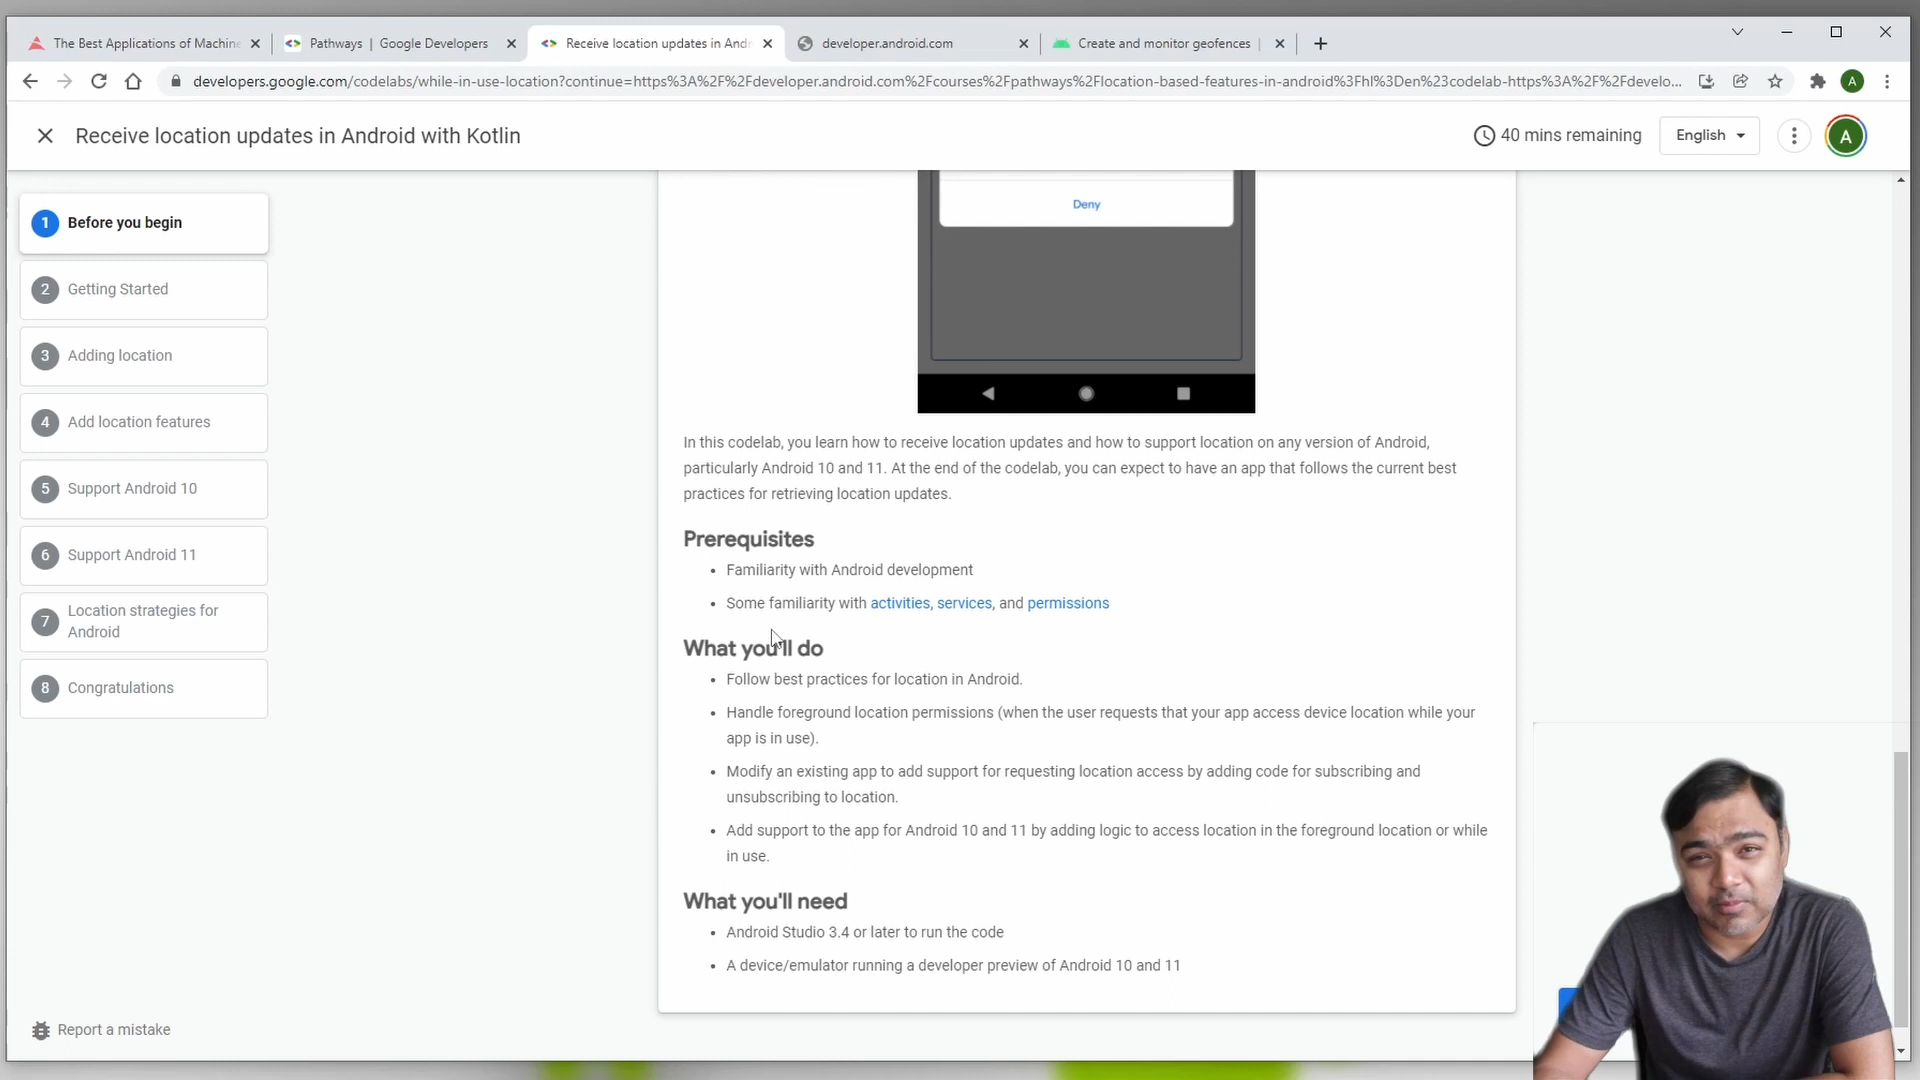 The Best Applications of Machine
Pathways | Google Developers
Receive location updates in Andr
developer.android.com
Create and monitor geofences |
developers.google.com/codelabs/while-in-use-location?continue=https%3A%2F%2Fdeveloper.android.com%2Fcourses%2Fpathways%2Flocation-based-features-in-android%3Fhl%3Den%23codelab-https%3A%2F%2Fdevelo...
A
Receive location updates in Android with Kotlin
40 mins remaining
English
A
1 Before you begin
2 Getting Started
3 Adding location
4 Add location features
5 Support Android 10
6 Support Android 11
7 Location strategies for
Android
8 Congratulations
Report a mistake
Deny
In this codelab, you learn how to receive location updates and how to support location on any version of Android,
particularly Android 10 and 11. At the end of the codelab, you can expect to have an app that follows the current best
practices for retrieving location updates.
Prerequisites
• Familiarity with Android development
• Some familiarity with activities, services, and permissions
What you'll do
• Follow best practices for location in Android.
• Handle foreground location permissions (when the user requests that your app access device location while your
app is in use).
• Modify an existing app to add support for requesting location access by adding code for subscribing and
unsubscribing to location.
• Add support to the app for Android 10 and 11 by adding logic to access location in the foreground location or while
in use.
What you'll need
• Android Studio 3.4 or later to run the code
• A device/emulator running a developer preview of Android 10 and 11